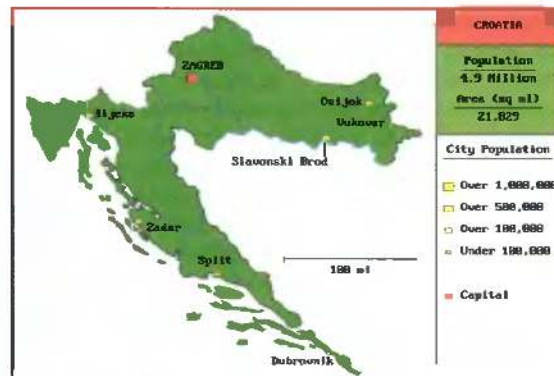 ZAGREB
Osijek
Vukovar
Rijeka
Slavonski Brod
Zadar
Split
100 mi
Dubrovnik
CROATIA
Population
4.9 Million
Area (sq mi)
21,829
City Population
Over 1,000,000
Over 500,000
Over 100,000
Under 100,000
Capital